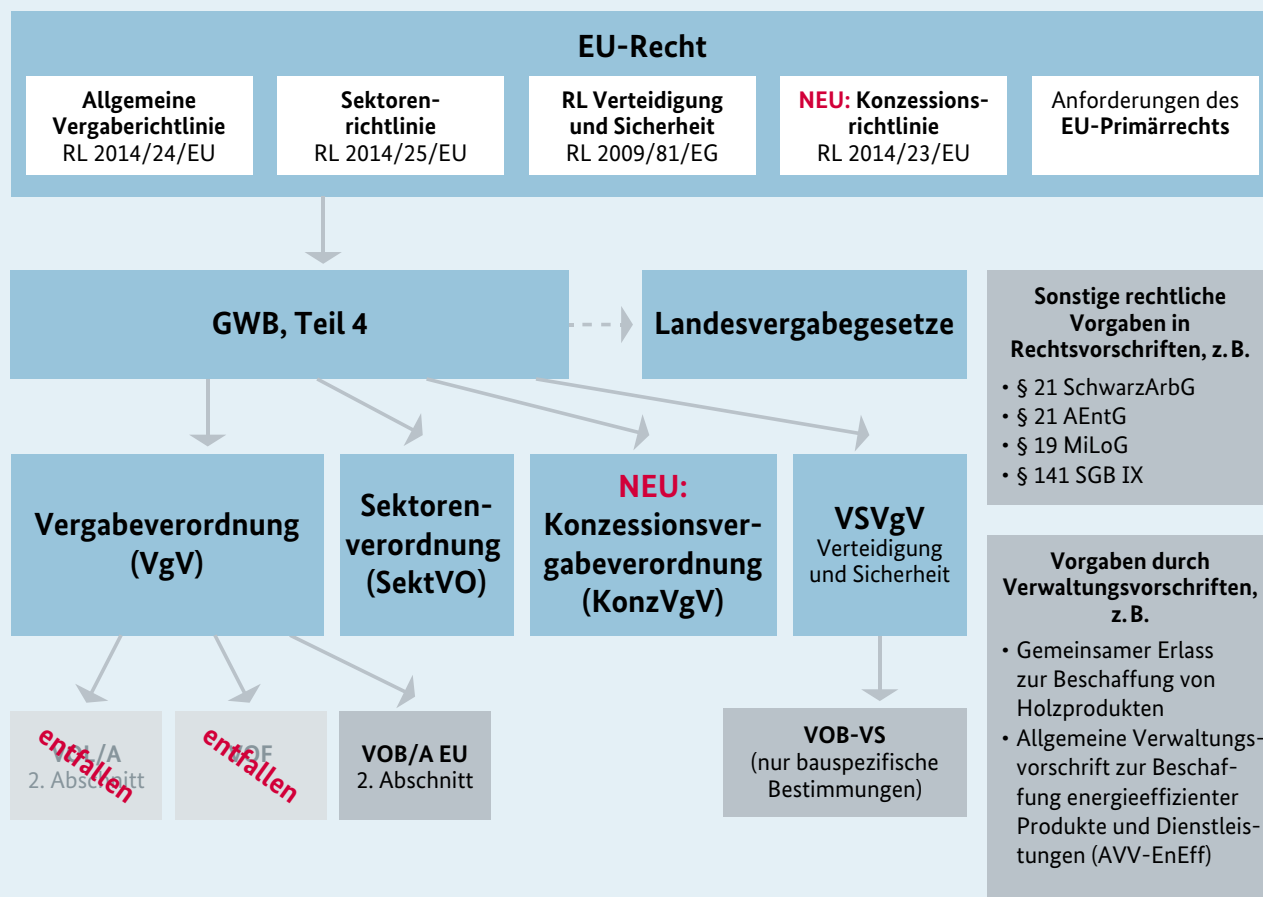 EU-Recht
Allgemeine
Vergaberichtlinie
RL 2014/24/EU
Sektoren-
richtlinie
RL 2014/25/EU
RL Verteidigung
und Sicherheit
RL 2009/81/EG
NEU: Konzessions-
richtlinie
RL 2014/23/EU
Anforderungen des
EU-Primärrechts
GWB, Teil 4
Landesvergabegesetze
Sonstige rechtliche
Vorgaben in
Rechtsvorschriften, z. B.
• § 21 SchwarzArbG
• § 21 AEntG
• § 19 MiLoG
• § 141 SGB IX
Vergabeverordnung
(VgV)
Sektoren-
verordnung
(SektVO)
NEU:
Konzessionsver-
gabeverordnung
(KonzVgV)
VSVgV
Verteidigung
und Sicherheit
Vorgaben durch
Verwaltungsvorschriften,
z. B.
• Gemeinsamer Erlass
zur Beschaffung von
Holzprodukten
• Allgemeine Verwaltungs-
vorschrift zur Beschaf-
fung energieeffizienter
Produkte und Dienstleis-
tungen (AVV-EnEff)
VOL/A
2. Abschnitt
entfallen
VOF
entfallen
VOB/A EU
2. Abschnitt
VOB-VS
(nur bauspezifische
Bestimmungen)